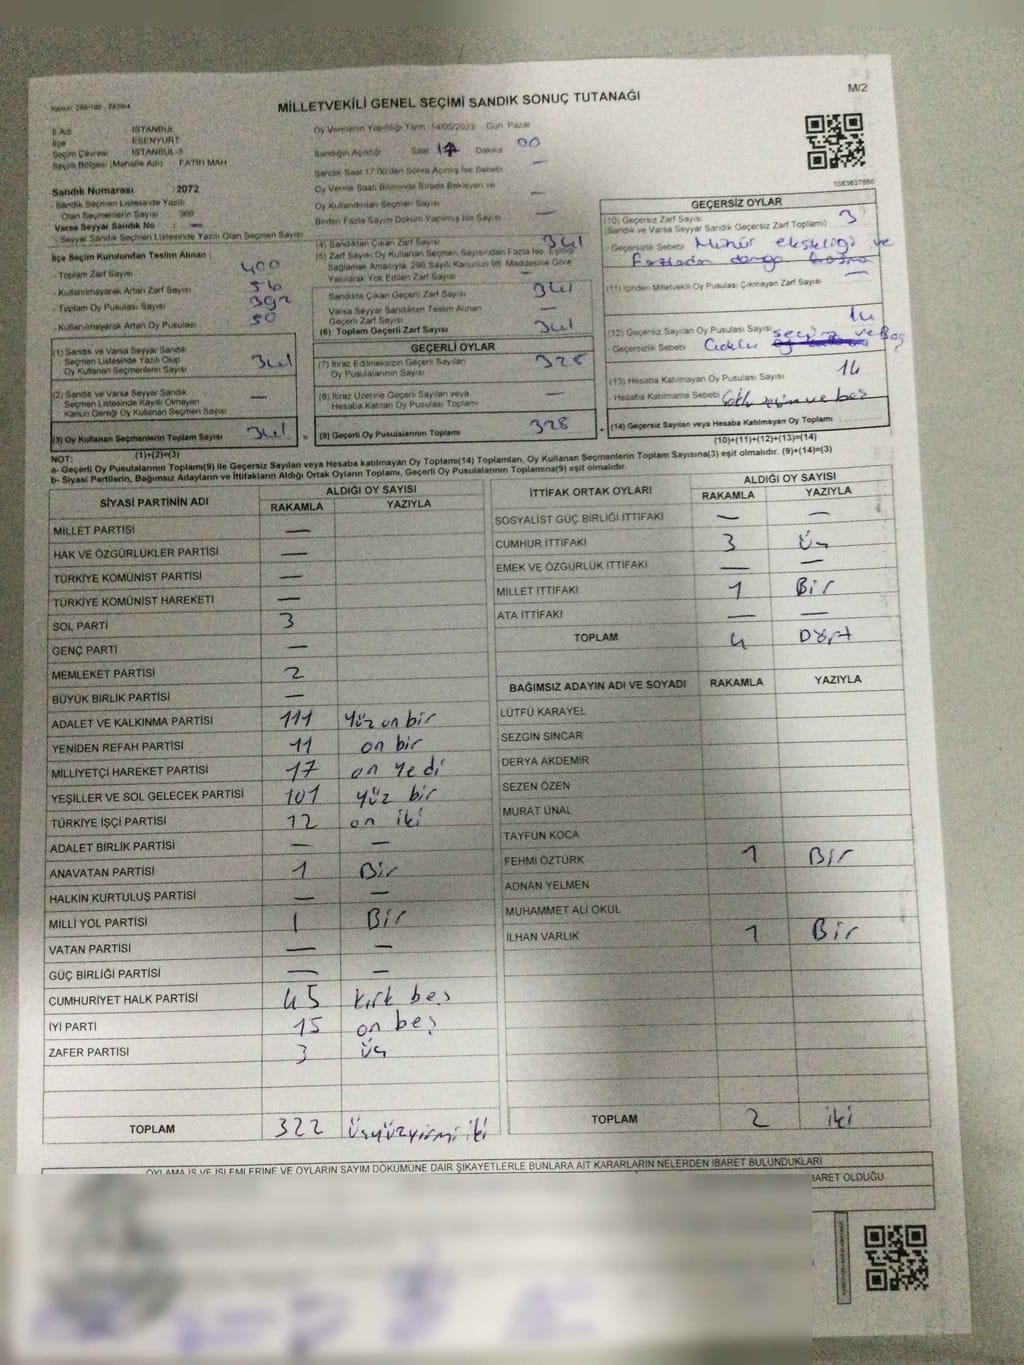 Kanun: 298-106 , 2839/4
MİLLETVEKİLİ GENEL SEÇİMİ SANDIK SONUÇ TUTANAĞI
M/2
İl Adı İSTANBUL
İlçe ESENYURT
Seçim Çevresi İSTANBUL-3
Seçim Bölgesi (Mahalle Adı) FATİH MAH
Sandık Numarası : 2072
- Sandık Seçmen Listesinde Yazılı
Olan Seçmenlerin Sayısı 369
Varsa Seyyar Sandık No : —
- Seyyar Sandık Seçmen Listesinde Yazılı Olan Seçmen Sayısı
Oy Vermenin Yapıldığı Tarih 14/05/2023 Gün Pazar
Sandığın Açıldığı Saat 17 Dakika 00
Sandık Saat 17:00'den Sonra Açılmış İse Sebebi —
Oy Verme Saati Bitiminde Sırada Bekleyen ve
Oy Kullandırılan Seçmen Sayısı —
Birden Fazla Sayım Döküm Yapılmış İse Sayısı —
1083637880
İlçe Seçim Kurulundan Teslim Alınan :
- Toplam Zarf Sayısı 400
- Kullanılmayarak Artan Zarf Sayısı
- Toplam Oy Pusulası Sayısı
- Kullanılmayarak Artan Oy Pusulası 50
(1) Sandık ve Varsa Seyyar Sandık
Seçmen Listesinde Yazılı Olup
Oy Kullanan Seçmenlerin Sayısı 341
(2) Sandık ve Varsa Seyyar Sandık
Seçmen Listesinde Kayıtlı Olmayan
Kanun Gereği Oy Kullanan Seçmen Sayısı —
(3) Oy Kullanan Seçmenlerin Toplam Sayısı 341
(1)+(2)=(3)
(4) Sandıktan Çıkan Zarf Sayısı 341
(5) Zarf Sayısı Oy Kullanan Seçmen Sayısından Fazla İse, Eşitliği
Sağlamak Amacıyla, 298 Sayılı Kanunun 98. Maddesine Göre
Yakılarak Yok Edilen Zarf Sayısı —
Sandıkta Çıkan Geçerli Zarf Sayısı 341
Varsa Seyyar Sandıktan Teslim Alınan
Geçerli Zarf Sayısı —
(6) Toplam Geçerli Zarf Sayısı 341
GEÇERLİ OYLAR
(7) İtiraz Edilmeksizin Geçerli Sayılan
Oy Pusulalarının Sayısı 328
(8) İtiraz Üzerine Geçerli Sayılan veya
Hesaba Katılan Oy Pusulası Toplamı —
(9) Geçerli Oy Pusulalarının Toplamı 328
GEÇERSİZ OYLAR
(10) Geçersiz Zarf Sayısı 3
(Sandık ve Varsa Seyyar Sandık Geçersiz Zarf Toplamı)
- Geçersizlik Sebebi Mühür eksikliği ve
Fazladan damga
(11) İçinden Milletvekili Oy Pusulası Çıkmayan Zarf Sayısı —
(12) Geçersiz Sayılan Oy Pusulası Sayısı 14
- Geçersizlik Sebebi seçim ve Boş
(13) Hesaba Katılmayan Oy Pusulası Sayısı 14
Hesaba Katılmama Sebebi Çoklu seçim ve boş
(14) Geçersiz Sayılan veya Hesaba Katılmayan Oy Toplamı
(10)+(11)+(12)+(13)=(14)
NOT:
a- Geçerli Oy Pusulalarının Toplamı(9) ile Geçersiz Sayılan veya Hesaba katılmayan Oy Toplamı(14) Toplamları, Oy Kullanan Seçmenlerin Toplam Sayısına(3) eşit olmalıdır. (9)+(14)=(3)
b- Siyasi Partilerin, Bağımsız Adayların ve İttifakların Aldığı Ortak Oyların Toplamı, Geçerli Oy Pusulalarının Toplamına(9) eşit olmalıdır.
SİYASİ PARTİNİN ADI ALDIĞI OY SAYISI
RAKAMLA YAZIYLA
MİLLET PARTİSİ —
HAK VE ÖZGÜRLÜKLER PARTİSİ —
TÜRKİYE KOMÜNİST PARTİSİ —
TÜRKİYE KOMÜNİST HAREKETİ —
SOL PARTİ 3
GENÇ PARTİ —
MEMLEKET PARTİSİ 2
BÜYÜK BİRLİK PARTİSİ —
ADALET VE KALKINMA PARTİSİ 111 Yüz on bir
YENİDEN REFAH PARTİSİ 11 on bir
MİLLİYETÇİ HAREKET PARTİSİ 17 on yedi
YEŞİLLER VE SOL GELECEK PARTİSİ 101 yüz bir
TÜRKİYE İŞÇİ PARTİSİ 12 on iki
ADALET BİRLİK PARTİSİ — —
ANAVATAN PARTİSİ 1 Bir
HALKIN KURTULUŞ PARTİSİ — —
MİLLİ YOL PARTİSİ 1 Bir
VATAN PARTİSİ — —
GÜÇ BİRLİĞİ PARTİSİ — —
CUMHURİYET HALK PARTİSİ 45 kırk beş
İYİ PARTİ 15 on beş
ZAFER PARTİSİ 3 üç
TOPLAM 322 üçyüzyirmi iki
İTTİFAK ORTAK OYLARI ALDIĞI OY SAYISI
RAKAMLA YAZIYLA
SOSYALİST GÜÇ BİRLİĞİ İTTİFAKI — —
CUMHUR İTTİFAKI 3 Üç
EMEK VE ÖZGÜRLÜK İTTİFAKI — —
MİLLET İTTİFAKI 1 Bir
ATA İTTİFAKI — —
TOPLAM 4 Dört
BAĞIMSIZ ADAYIN ADI VE SOYADI RAKAMLA YAZIYLA
LÜTFÜ KARAYEL
SEZGİN SİNCAR
DERYA AKDEMİR
SEZEN ÖZEN
MURAT ÜNAL
TAYFUN KOCA
FEHMİ ÖZTÜRK 1 Bir
ADNAN YELMEN
MUHAMMET ALİ OKUL
İLHAN VARLIK 1 Bir
TOPLAM 2 iki
OYLAMA İŞ VE İŞLEMLERİNE VE OYLARIN SAYIM DÖKÜMÜNE DAİR ŞİKAYETLERLE BUNLARA AİT KARARLARIN NELERDEN İBARET BULUNDUKLARI
BARET OLDUĞU